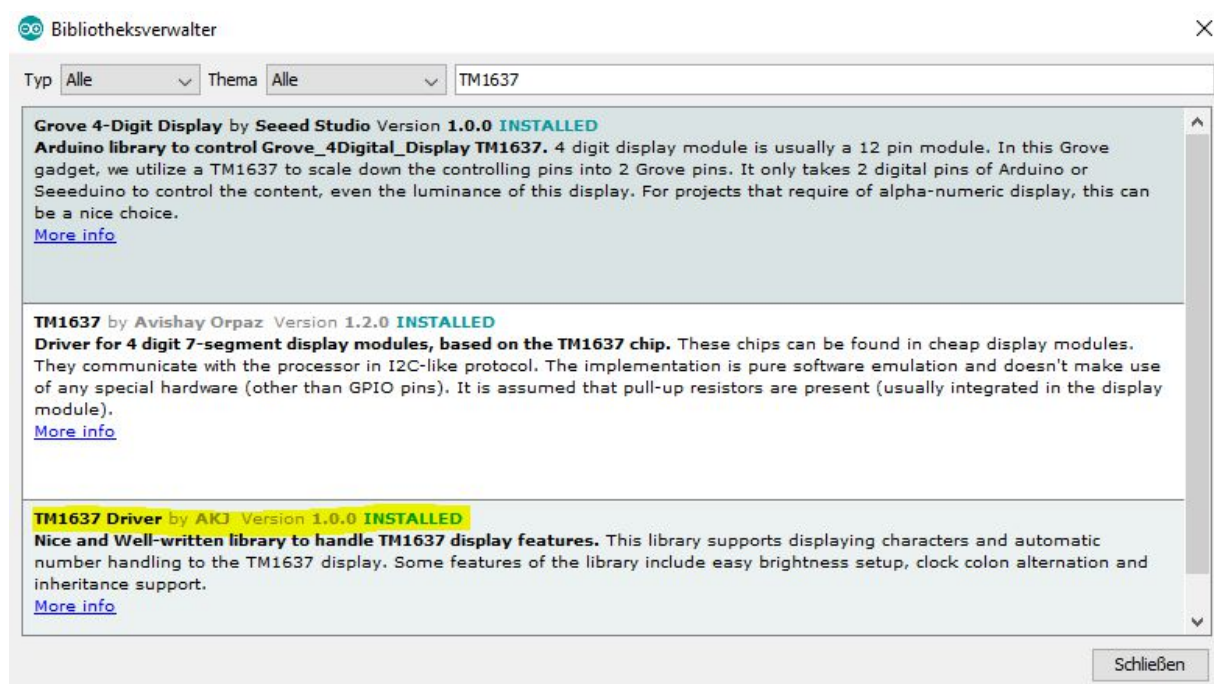 Bibliotheksverwalter
Typ Alle Thema Alle TM1637
Grove 4-Digit Display by Seeed Studio Version 1.0.0 INSTALLED
Arduino library to control Grove_4Digital_Display TM1637. 4 digit display module is usually a 12 pin module. In this Grove
gadget, we utilize a TM1637 to scale down the controlling pins into 2 Grove pins. It only takes 2 digital pins of Arduino or
Seeeduino to control the content, even the luminance of this display. For projects that require of alpha-numeric display, this can
be a nice choice.
More info
TM1637 by Avishay Orpaz Version 1.2.0 INSTALLED
Driver for 4 digit 7-segment display modules, based on the TM1637 chip. These chips can be found in cheap display modules.
They communicate with the processor in I2C-like protocol. The implementation is pure software emulation and doesn't make use
of any special hardware (other than GPIO pins). It is assumed that pull-up resistors are present (usually integrated in the display
module).
More info
TM1637 Driver by AKJ Version 1.0.0 INSTALLED
Nice and Well-written library to handle TM1637 display features. This library supports displaying characters and automatic
number handling to the TM1637 display. Some features of the library include easy brightness setup, clock colon alternation and
inheritance support.
More info
Schließen